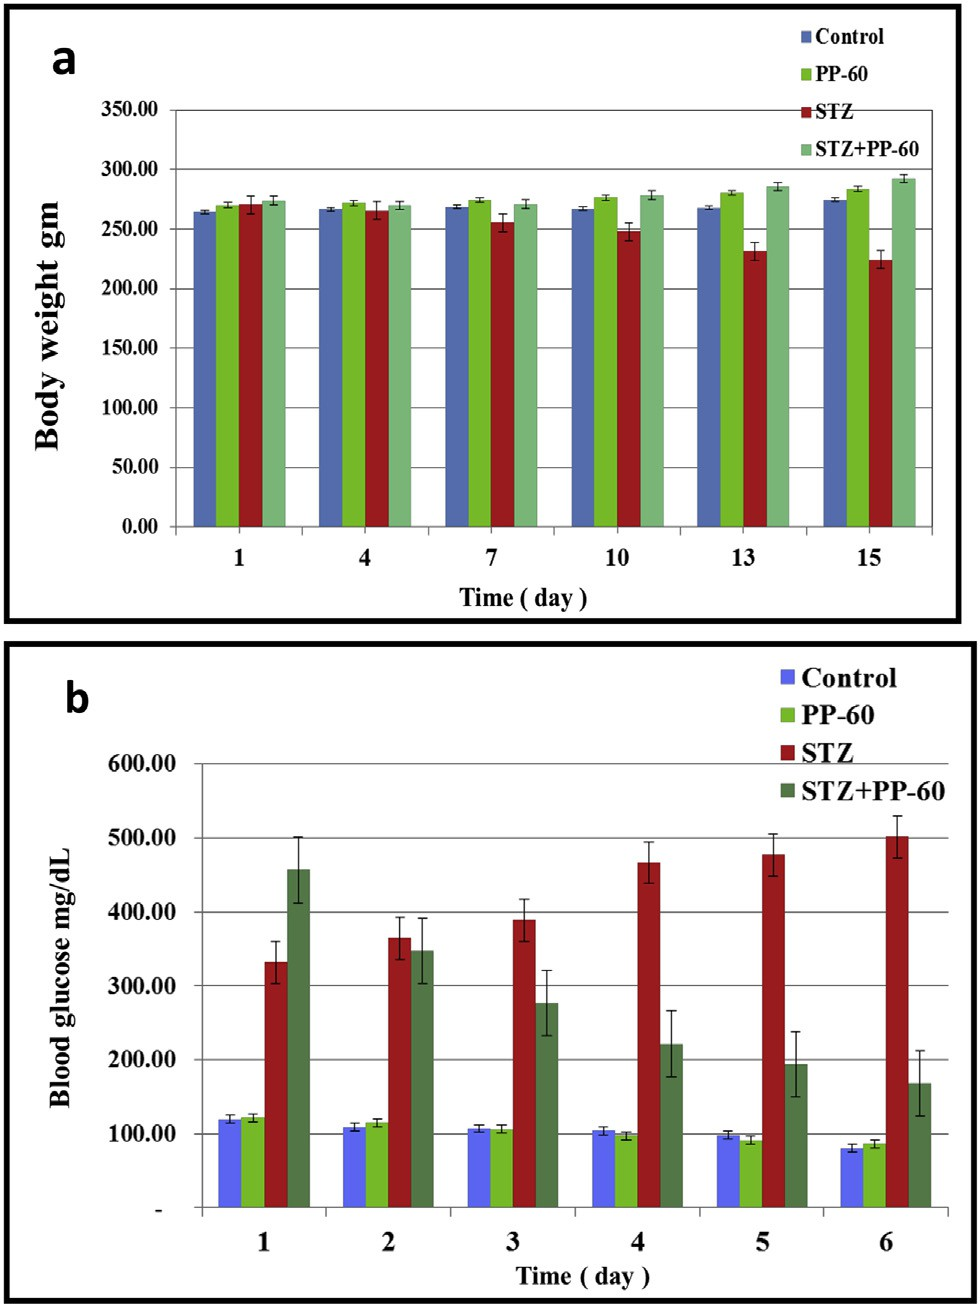 a
Control
PP-60
STZ
STZ+PP-60
350.00
300.00
250.00
200.00
150.00
100.00
50.00
0.00
Body weight gm
1 4 7 10 13 15
Time ( day )
b
Control
PP-60
STZ
STZ+PP-60
600.00
500.00
400.00
300.00
200.00
100.00
-
Blood glucose mg/dL
1 2 3 4 5 6
Time ( day )